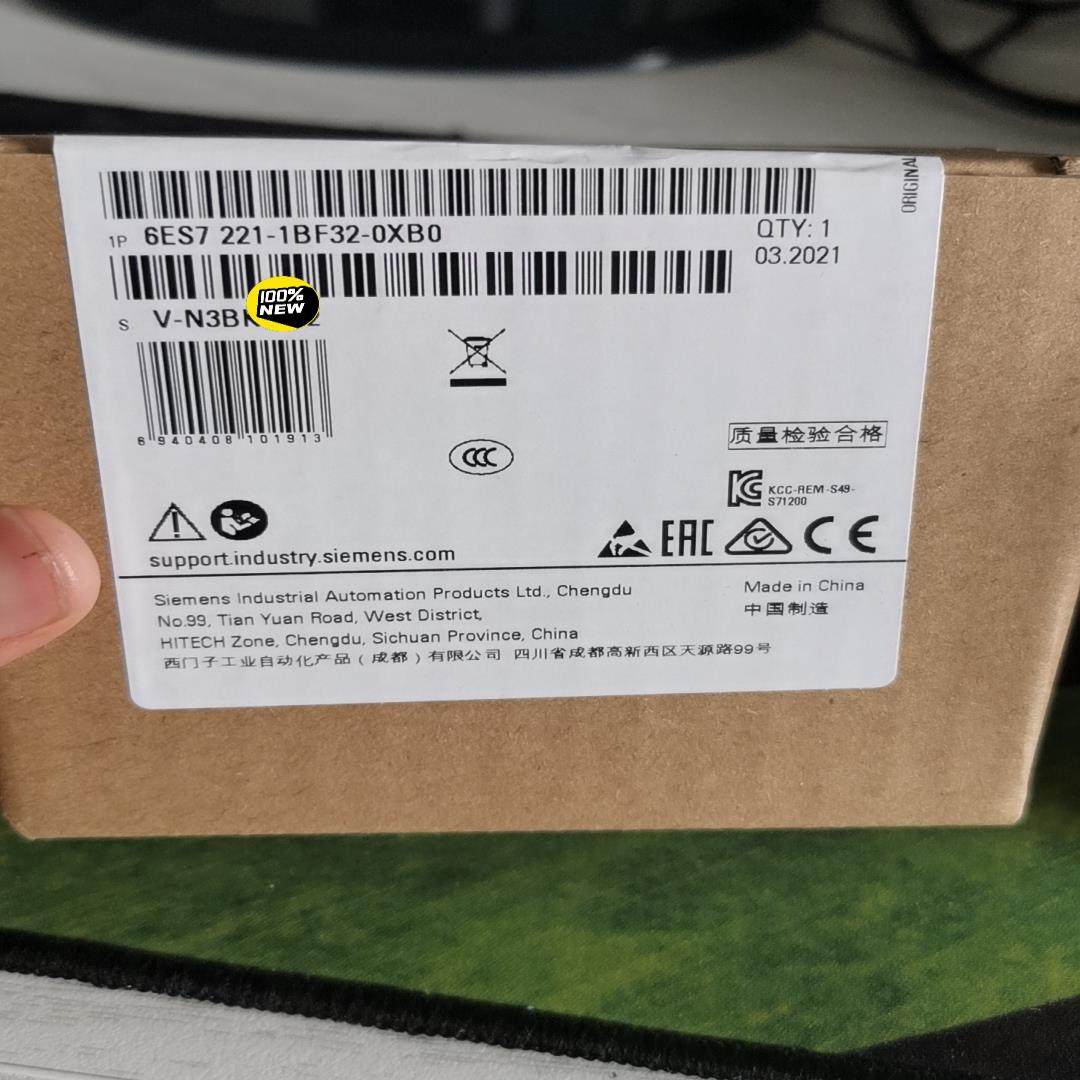 ORIGINAL
1P 6ES7 221-1BF32-0XB0
QTY: 1
03.2021
S V-N3B
100%
NEW
6 940408 101913
质量检验合格
KCC-REM-S49-
S71200
EAC
CE
support.industry.siemens.com
Siemens Industrial Automation Products Ltd., Chengdu
No.99, Tian Yuan Road, West District,
HITECH Zone, Chengdu, Sichuan Province, China
西门子工业自动化产品(成都)有限公司 四川省成都高新西区天源路99号
Made in China
中国制造